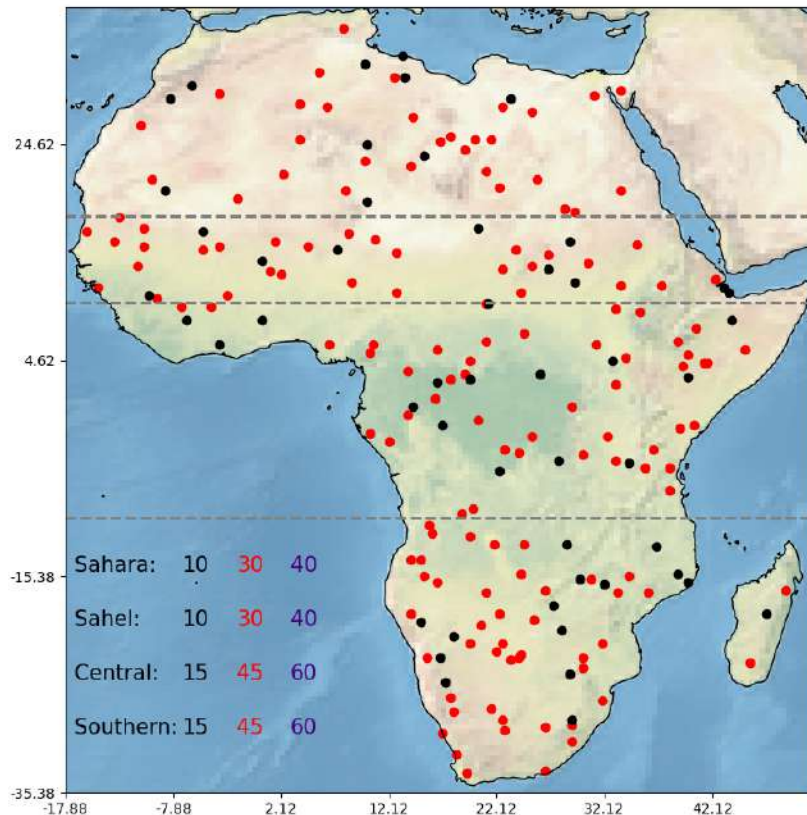 24.62
4.62
Sahara: 10 30 40
-15.38
Sahel: 10 30 40
Central: 15 45 60
Southern: 15 45 60
-35.38
-17.88 -7.88 2.12 12.12 22.12 32.12 42.12